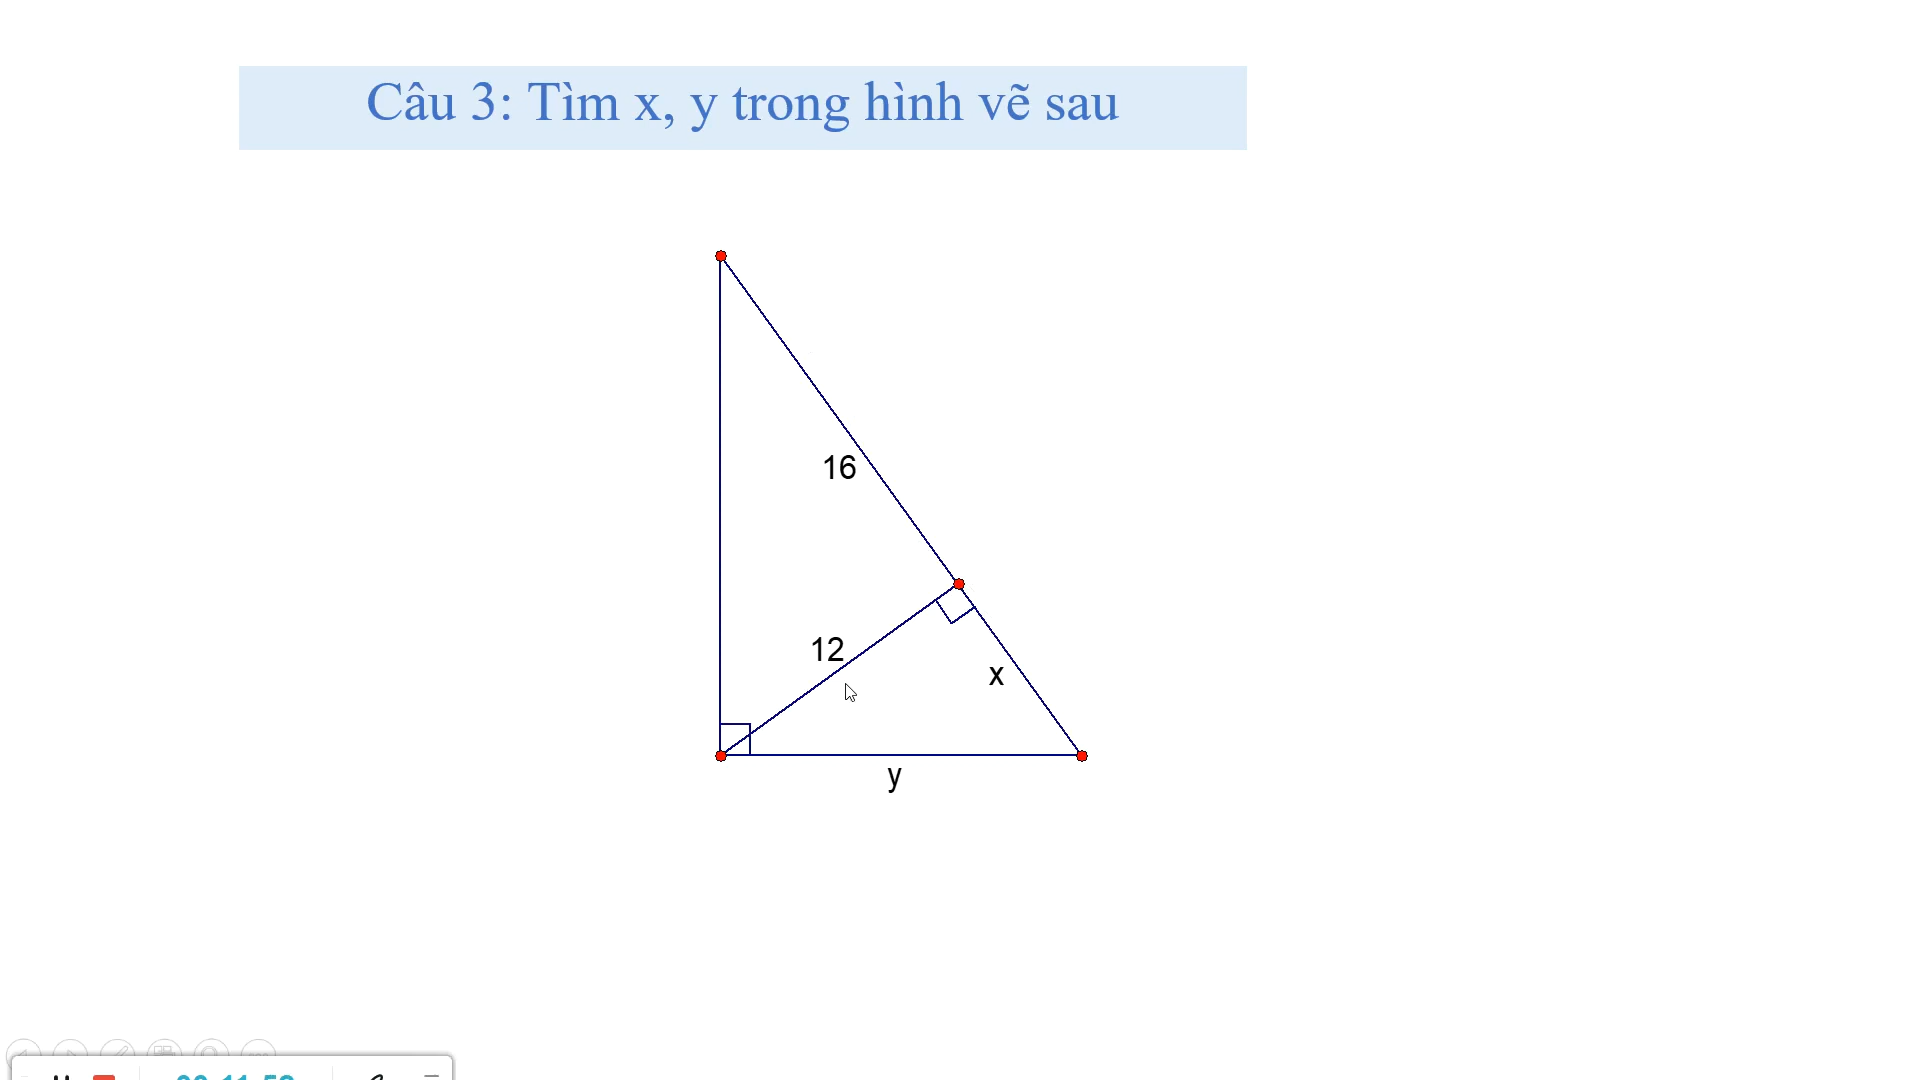 Câu 3: Tìm x, y trong hình vẽ sau
16
12
x
y